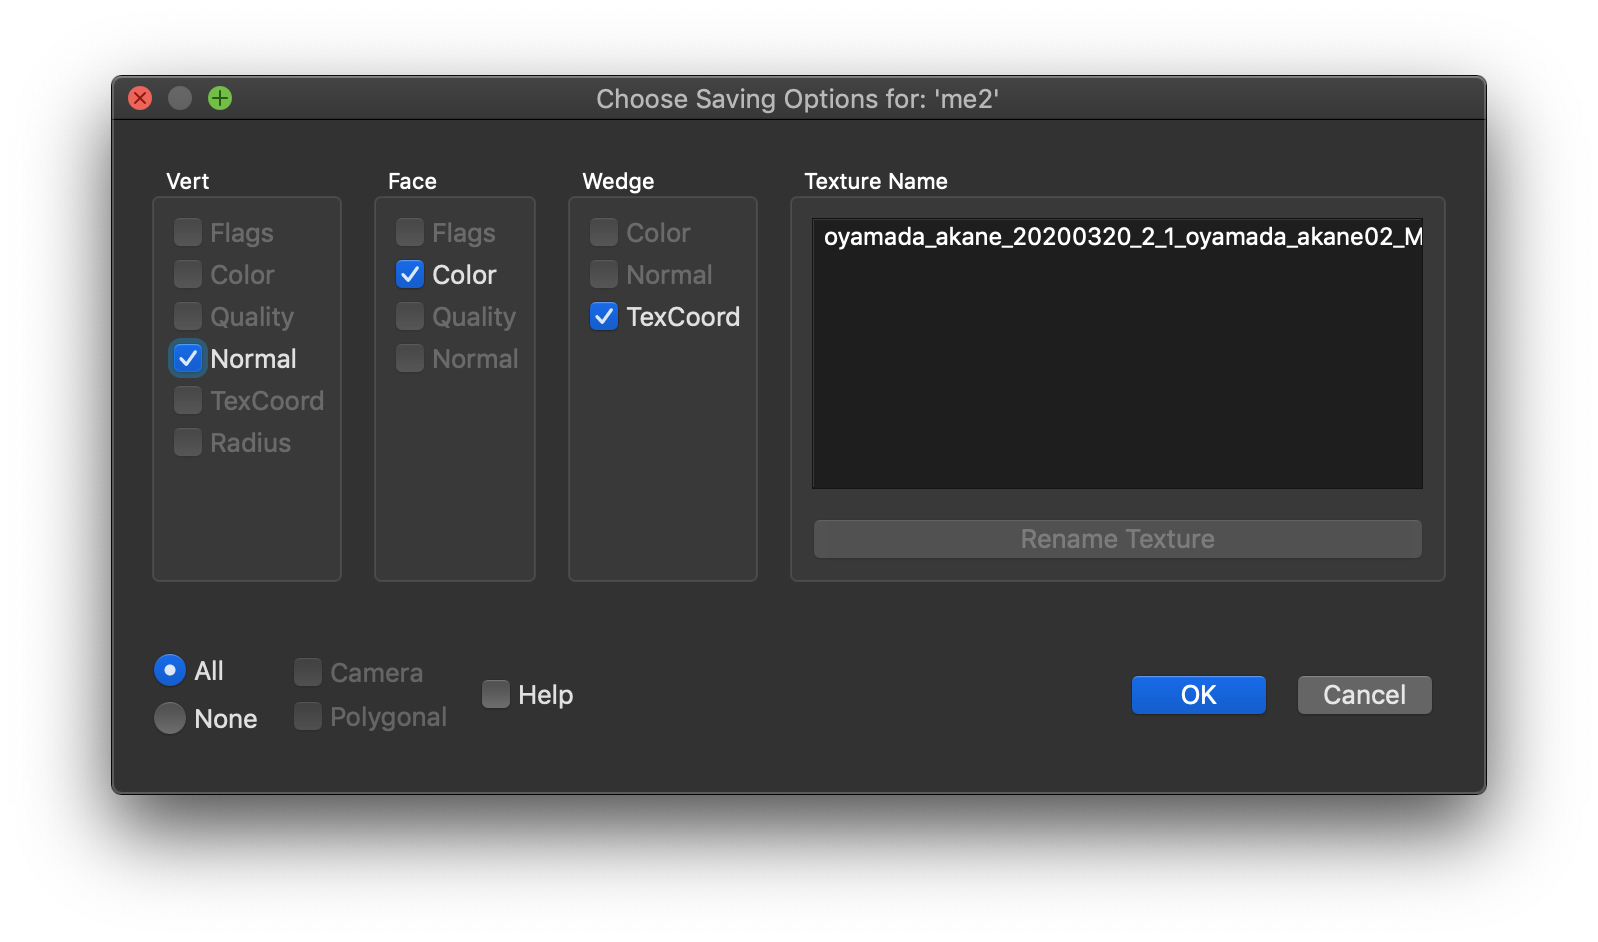 Choose Saving Options for: 'me2'
Vert
Flags
Color
Quality
Normal
TexCoord
Radius
Face
Flags
Color
Quality
Normal
Wedge
Color
Normal
TexCoord
Texture Name
oyamada_akane_20200320_2_1_oyamada_akane02_M
Rename Texture
All
None
Camera
Polygonal
Help
OK
Cancel